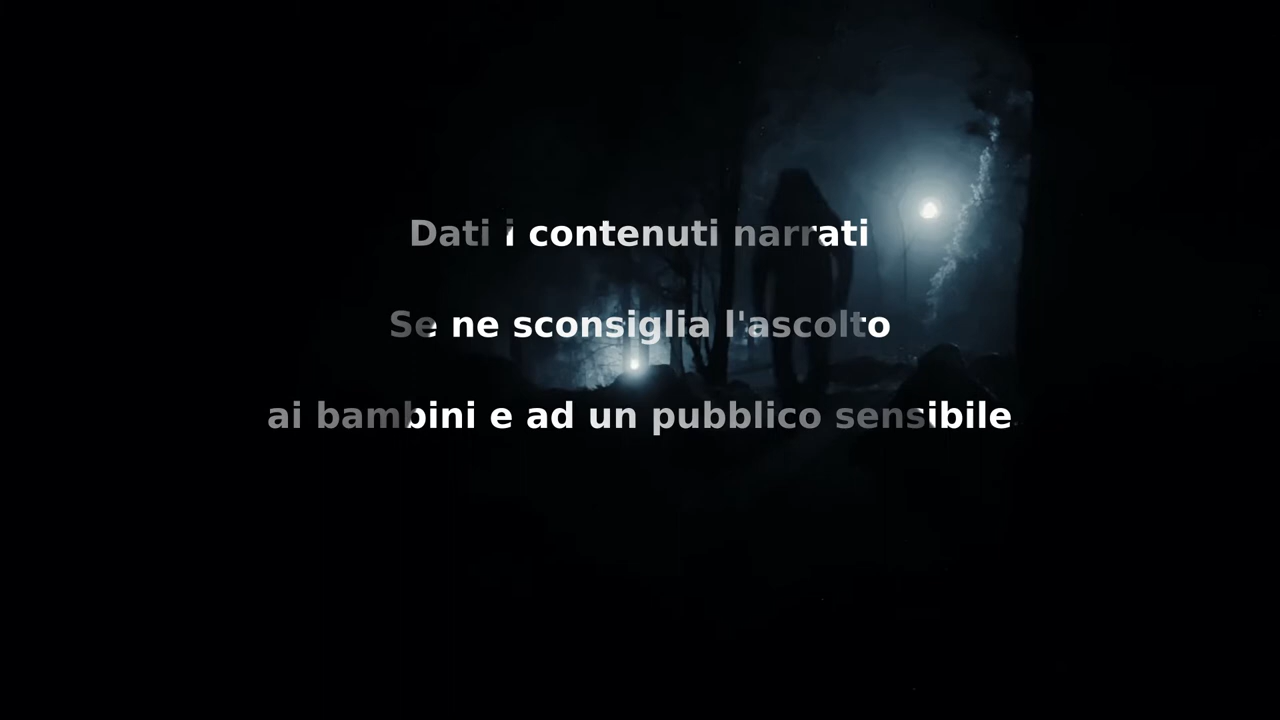 Dati i contenuti narrati
Se ne sconsiglia l'ascolto
ai bambini e ad un pubblico sensibile